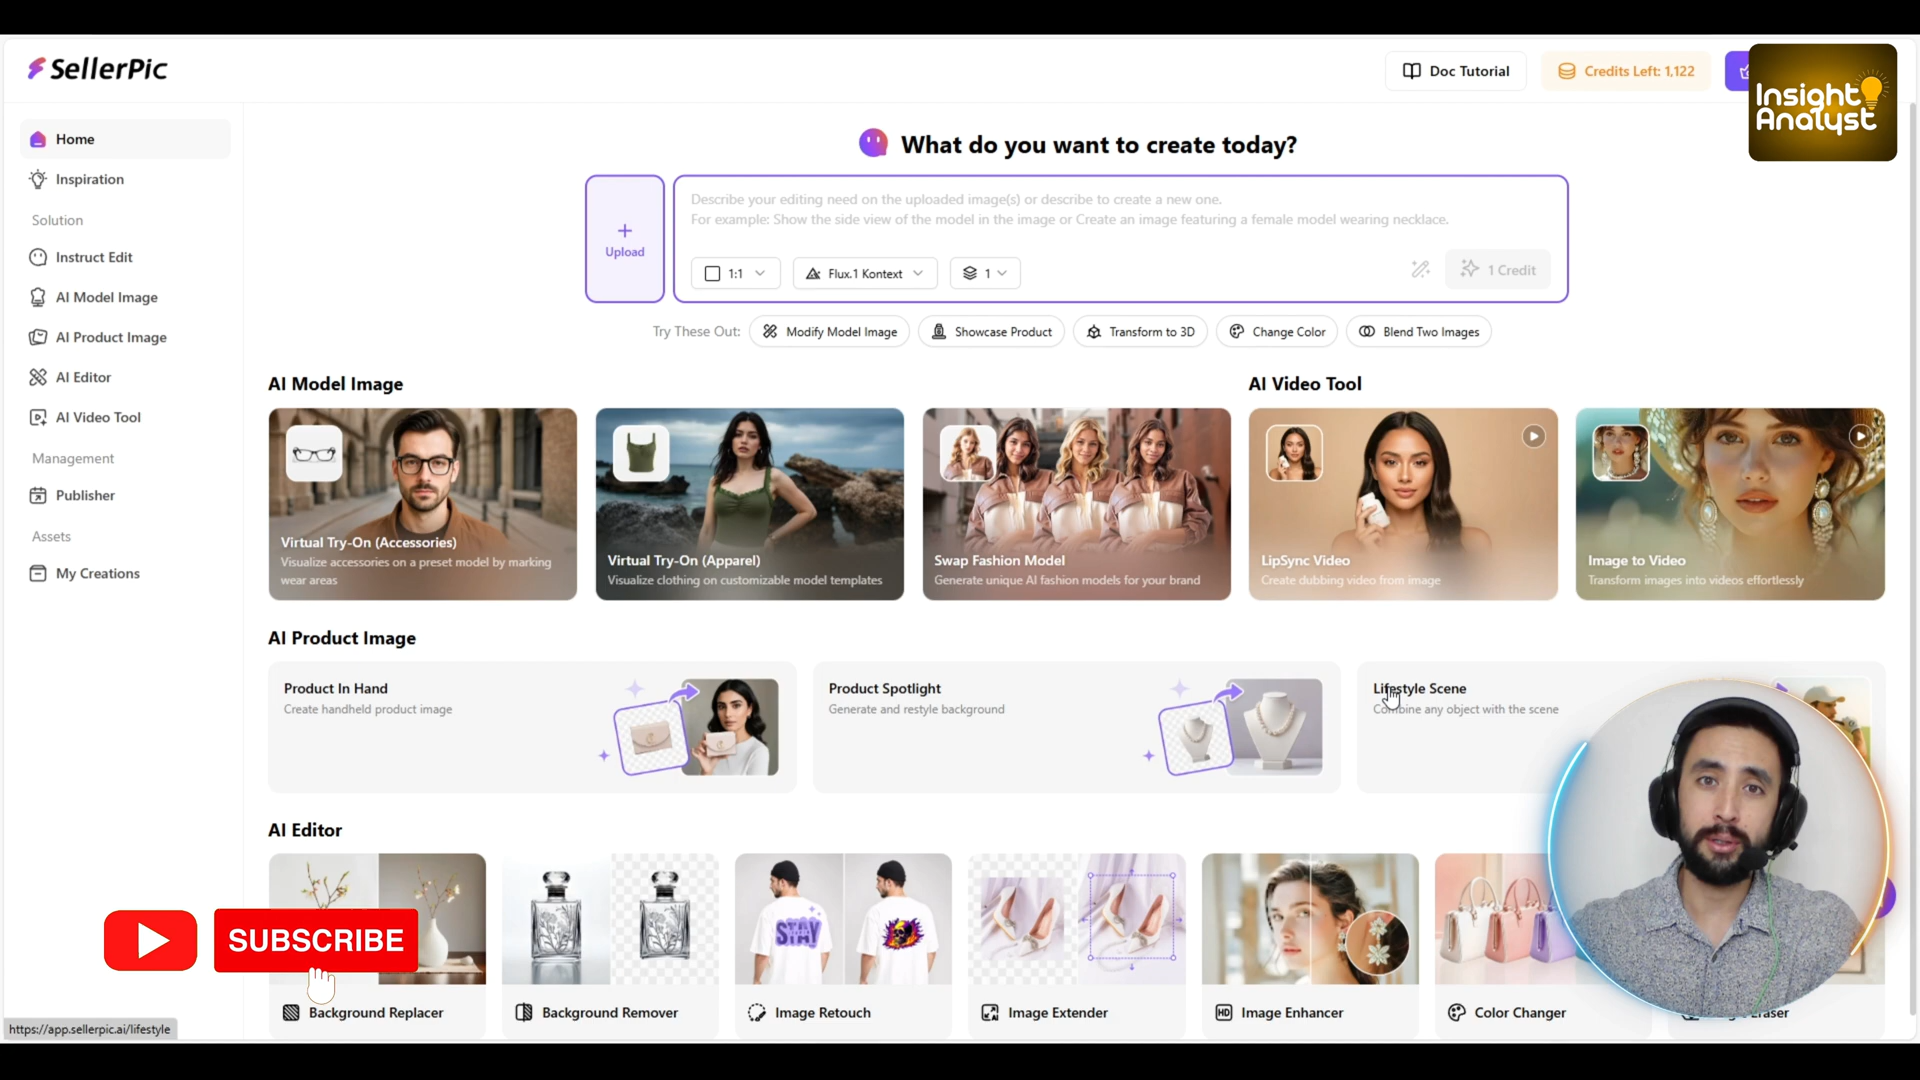 SellerPic
Doc Tutorial
Credits Left: 1,122
Insight
Analyst
Home
Inspiration
Solution
Instruct Edit
AI Model Image
AI Product Image
AI Editor
AI Video Tool
Management
Publisher
Assets
My Creations
What do you want to create today?
Upload
Describe your editing need on the uploaded image(s) or describe to create a new one.
For example: Show the side view of the model in the image or Create an image featuring a female model wearing necklace.
1:1
Flux.1 Kontext
1
1 Credit
Try These Out:
Modify Model Image
Showcase Product
Transform to 3D
Change Color
Blend Two Images
AI Model Image
Virtual Try-On (Accessories)
Visualize accessories on a preset model by marking
wear areas
Virtual Try-On (Apparel)
Visualize clothing on customizable model templates
Swap Fashion Model
Generate unique AI fashion models for your brand
AI Video Tool
LipSync Video
Create dubbing video from image
Image to Video
Transform images into videos effortlessly
AI Product Image
Product In Hand
Create handheld product image
Product Spotlight
Generate and restyle background
Lifestyle Scene
Combine any object with the scene
AI Editor
STAY
SUBSCRIBE
Background Replacer
Background Remover
Image Retouch
Image Extender
HD
Image Enhancer
Color Changer
https://app.sellerpic.ai/lifestyle